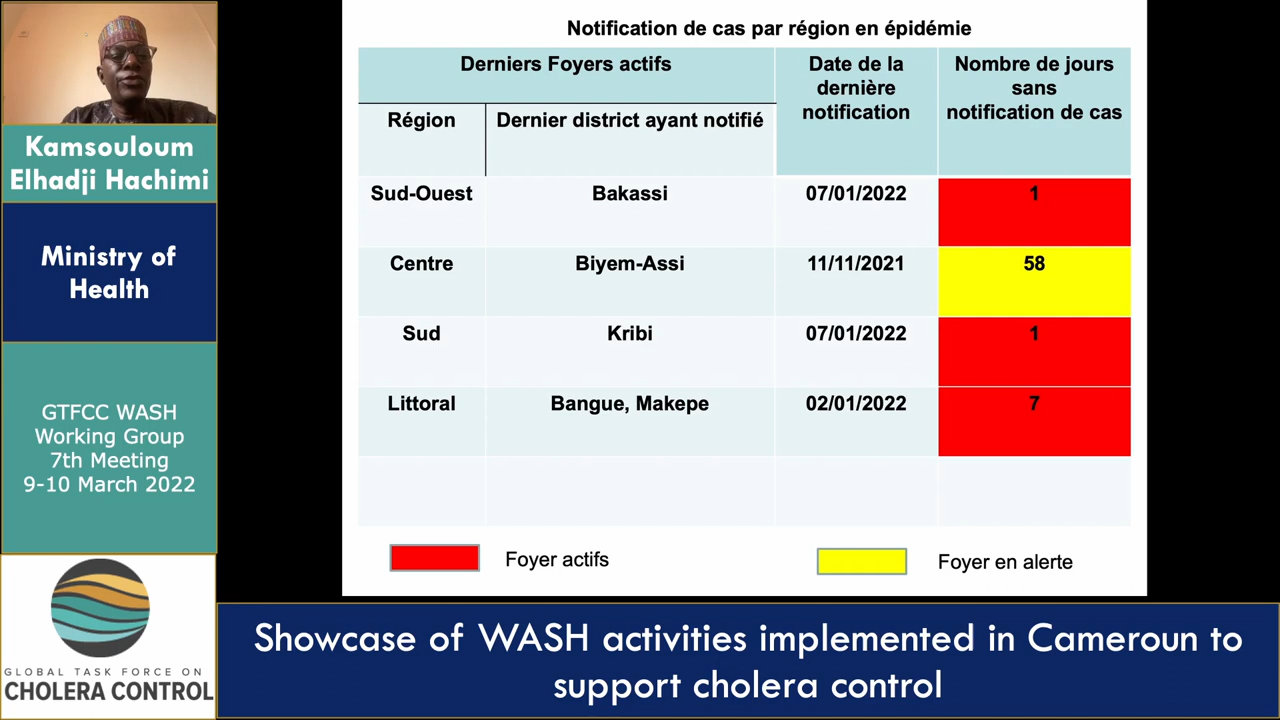 Kamsouloum
Elhadji Hachimi
Ministry of
Health
GTFCC WASH
Working Group
7th Meeting
9-10 March 2022
GLOBAL TASK FORCE ON
CHOLERA CONTROL
Notification de cas par région en épidémie
Derniers Foyers actifs
Date de la
dernière
notification
Nombre de jours
sans
notification de cas
Région
Dernier district ayant notifié
Sud-Ouest Bakassi 07/01/2022 1
Centre Biyem-Assi 11/11/2021 58
Sud Kribi 07/01/2022 1
Littoral Bangue, Makepe 02/01/2022 7
Foyer actifs
Foyer en alerte
Showcase of WASH activities implemented in Cameroun to
support cholera control